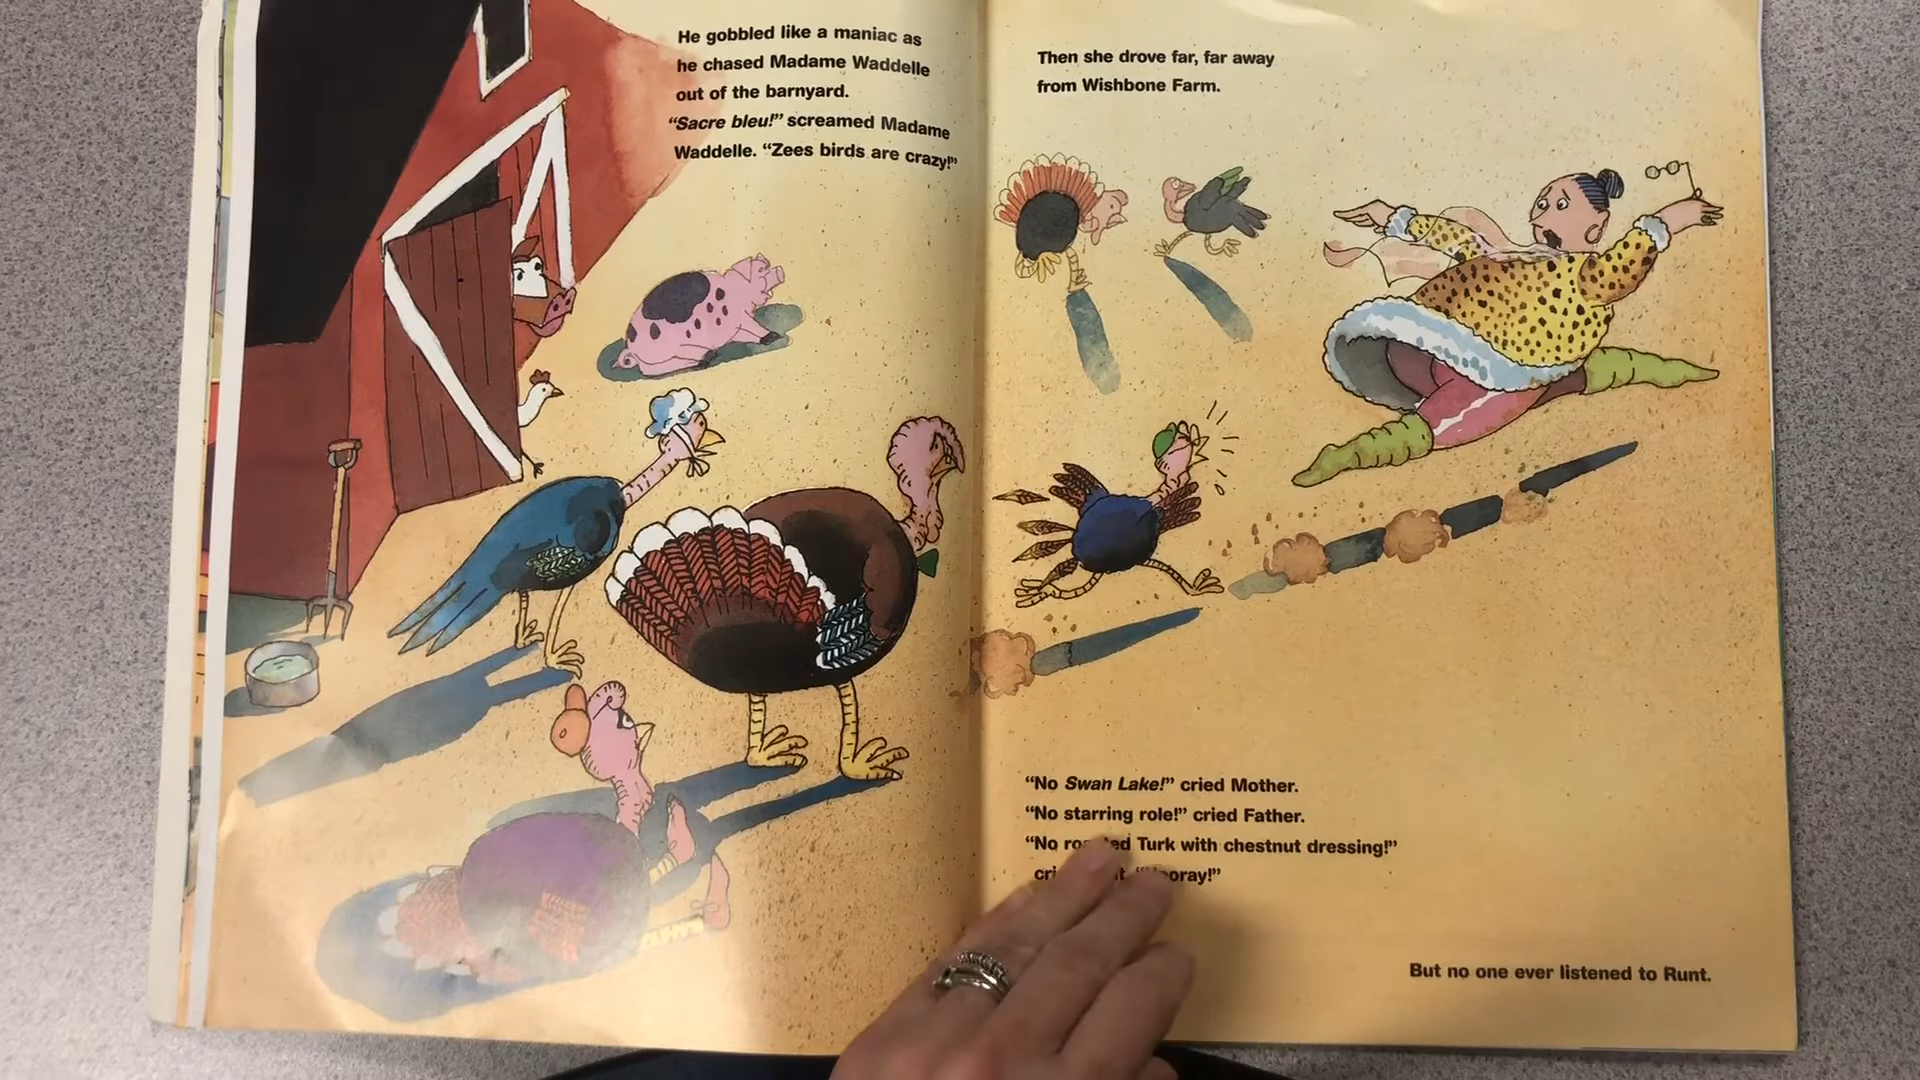 He gobbled like a maniac as
he chased Madame Waddelle
out of the barnyard.
“Sacre bleu!” screamed Madame
Waddelle. “Zees birds are crazy!”
Then she drove far, far away
from Wishbone Farm.
“No Swan Lake!” cried Mother.
“No starring role!” cried Father.
“No Turk with chestnut dressing!”
But no one ever listened to Runt.